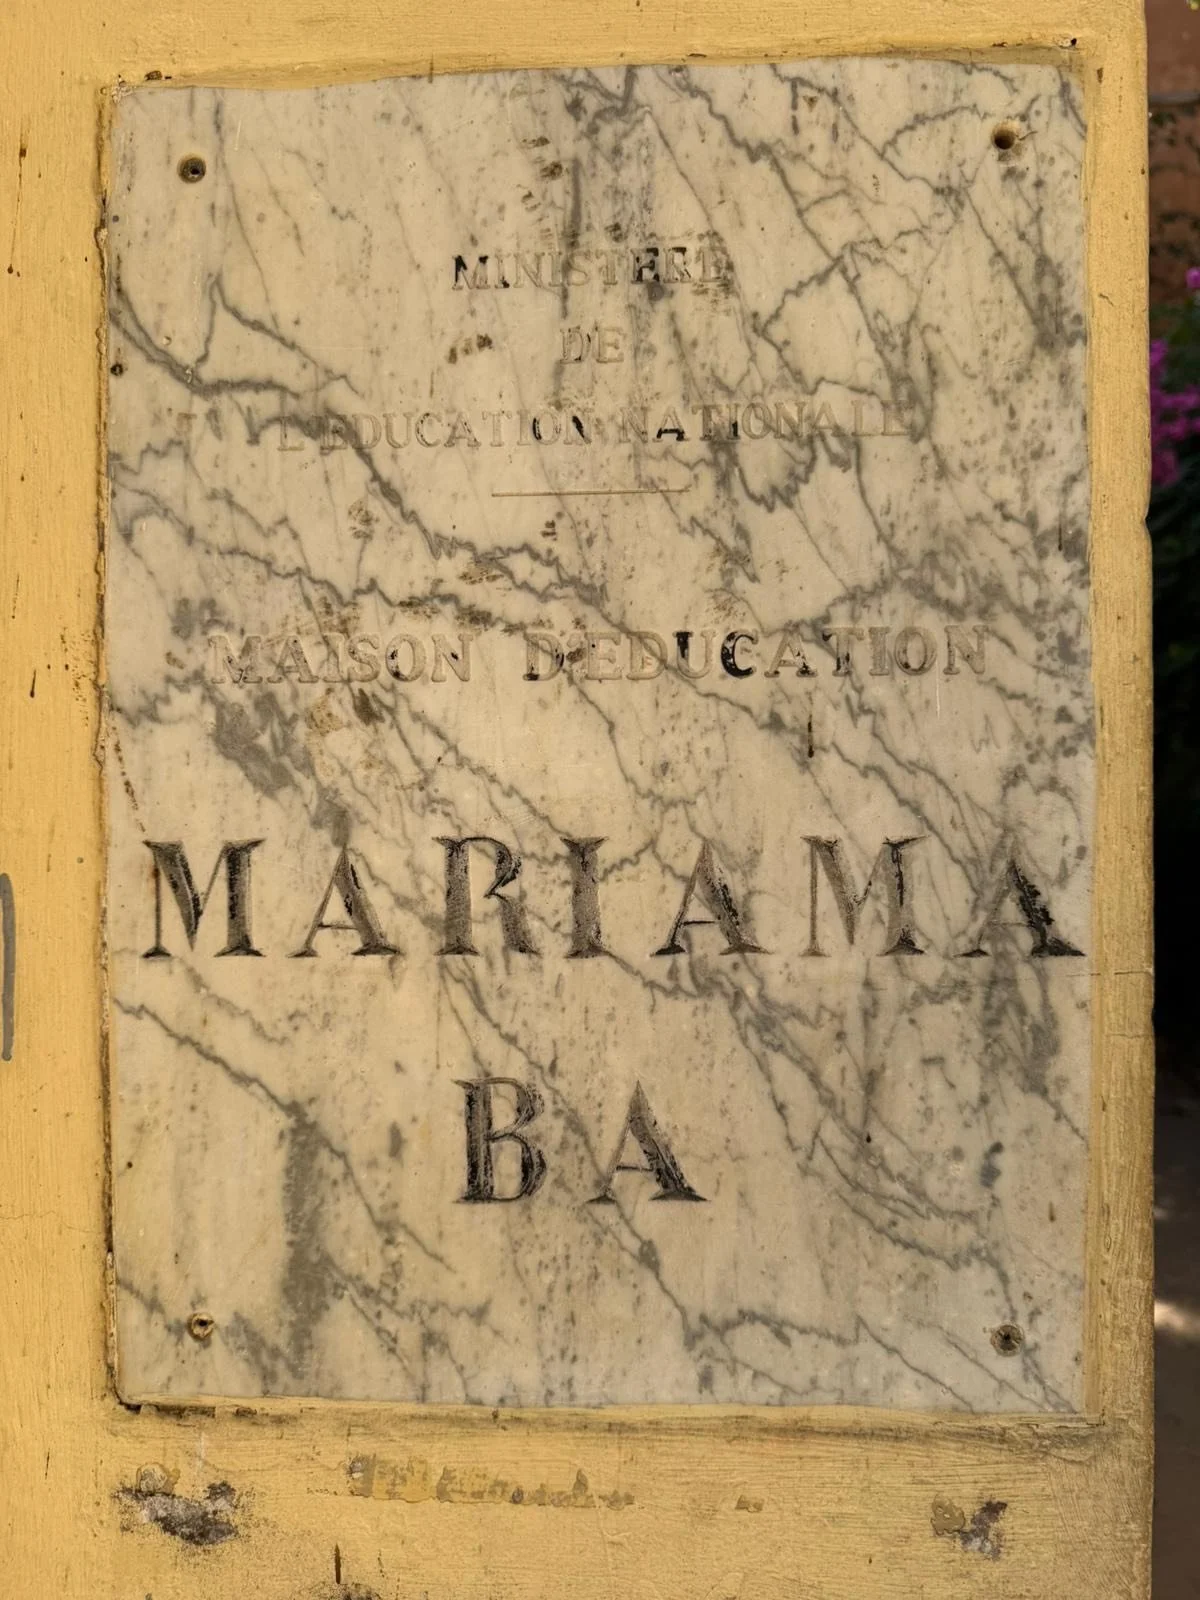 MINISTERE
DE
L'EDUCATION NATIONALE
MAISON D'EDUCATION
MARIAMA
BA